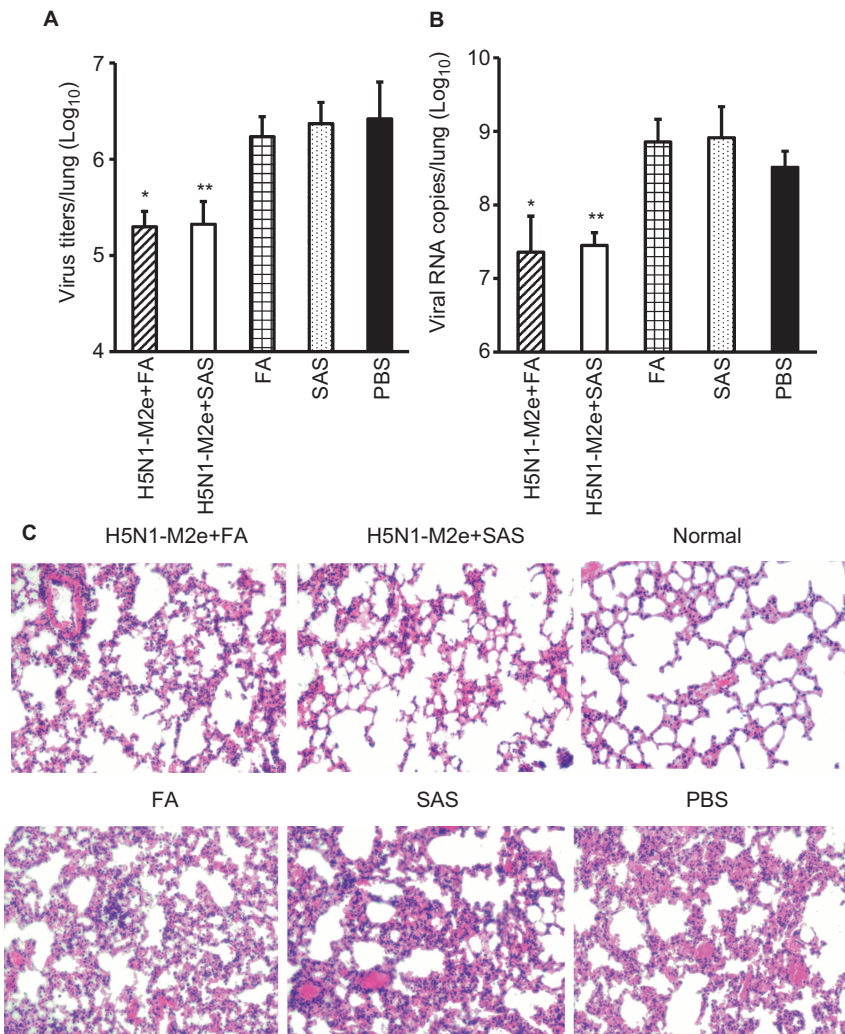 A
Virus titers/lung (Log10)
7
6
5
4
*
**
H5N1-M2e+FA
H5N1-M2e+SAS
FA
SAS
PBS
B
Viral RNA copies/lung (Log10)
10
9
8
7
6
*
**
H5N1-M2e+FA
H5N1-M2e+SAS
FA
SAS
PBS
C
H5N1-M2e+FA
H5N1-M2e+SAS
Normal
FA
SAS
PBS